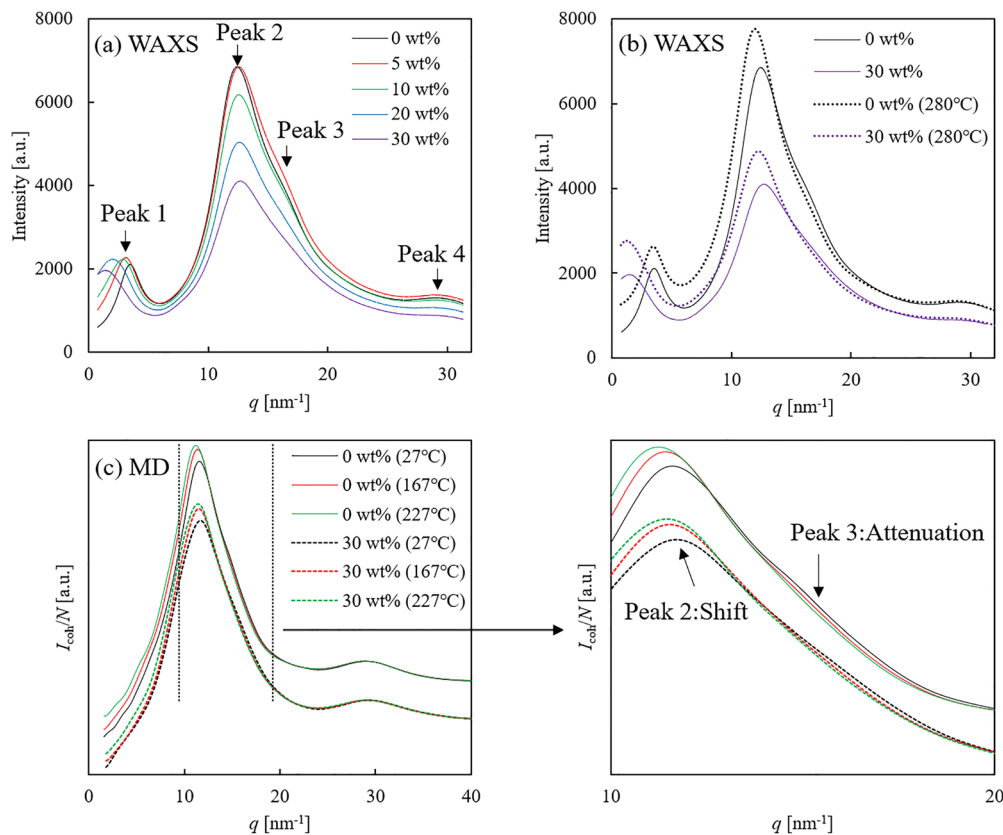 (a) WAXS
Peak 1
Peak 2
Peak 3
Peak 4
0 wt%
5 wt%
10 wt%
20 wt%
30 wt%
Intensity [a.u.]
8000
6000
4000
2000
0
0
10
20
30
q [nm-1]
(b) WAXS
0 wt%
30 wt%
0 wt% (280℃)
30 wt% (280℃)
Intensity [a.u.]
8000
6000
4000
2000
0
0
10
20
30
q [nm-1]
(c) MD
0 wt% (27℃)
0 wt% (167℃)
0 wt% (227℃)
30 wt% (27℃)
30 wt% (167℃)
30 wt% (227℃)
Icoh/N [a.u.]
0
10
20
30
40
q [nm-1]
Peak 3:Attenuation
Peak 2:Shift
Icoh/N [a.u.]
10
20
q [nm-1]